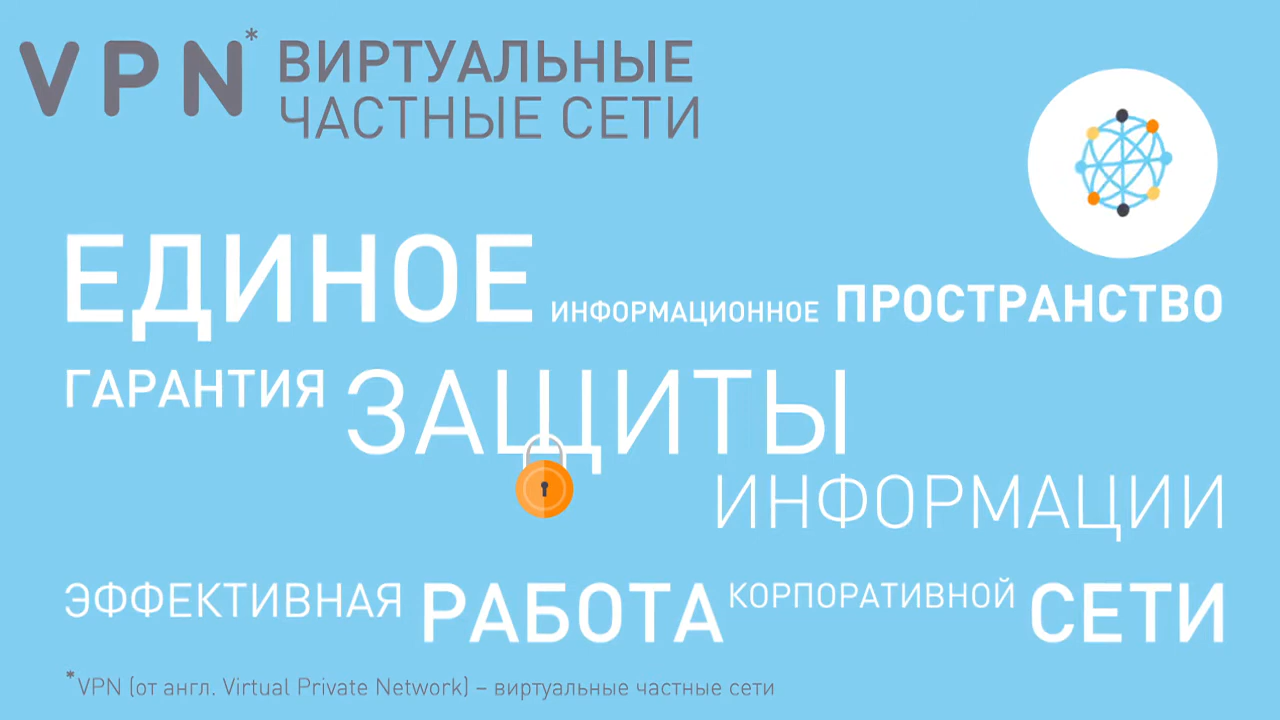 VPN* ВИРТУАЛЬНЫЕ
ЧАСТНЫЕ СЕТИ
ЕДИНОЕ ИНФОРМАЦИОННОЕ ПРОСТРАНСТВО
ГАРАНТИЯ ЗАЩИТЫ
ИНФОРМАЦИИ
ЭФФЕКТИВНАЯ РАБОТА КОРПОРАТИВНОЙ СЕТИ
*VPN (от англ. Virtual Private Network) – виртуальные частные сети